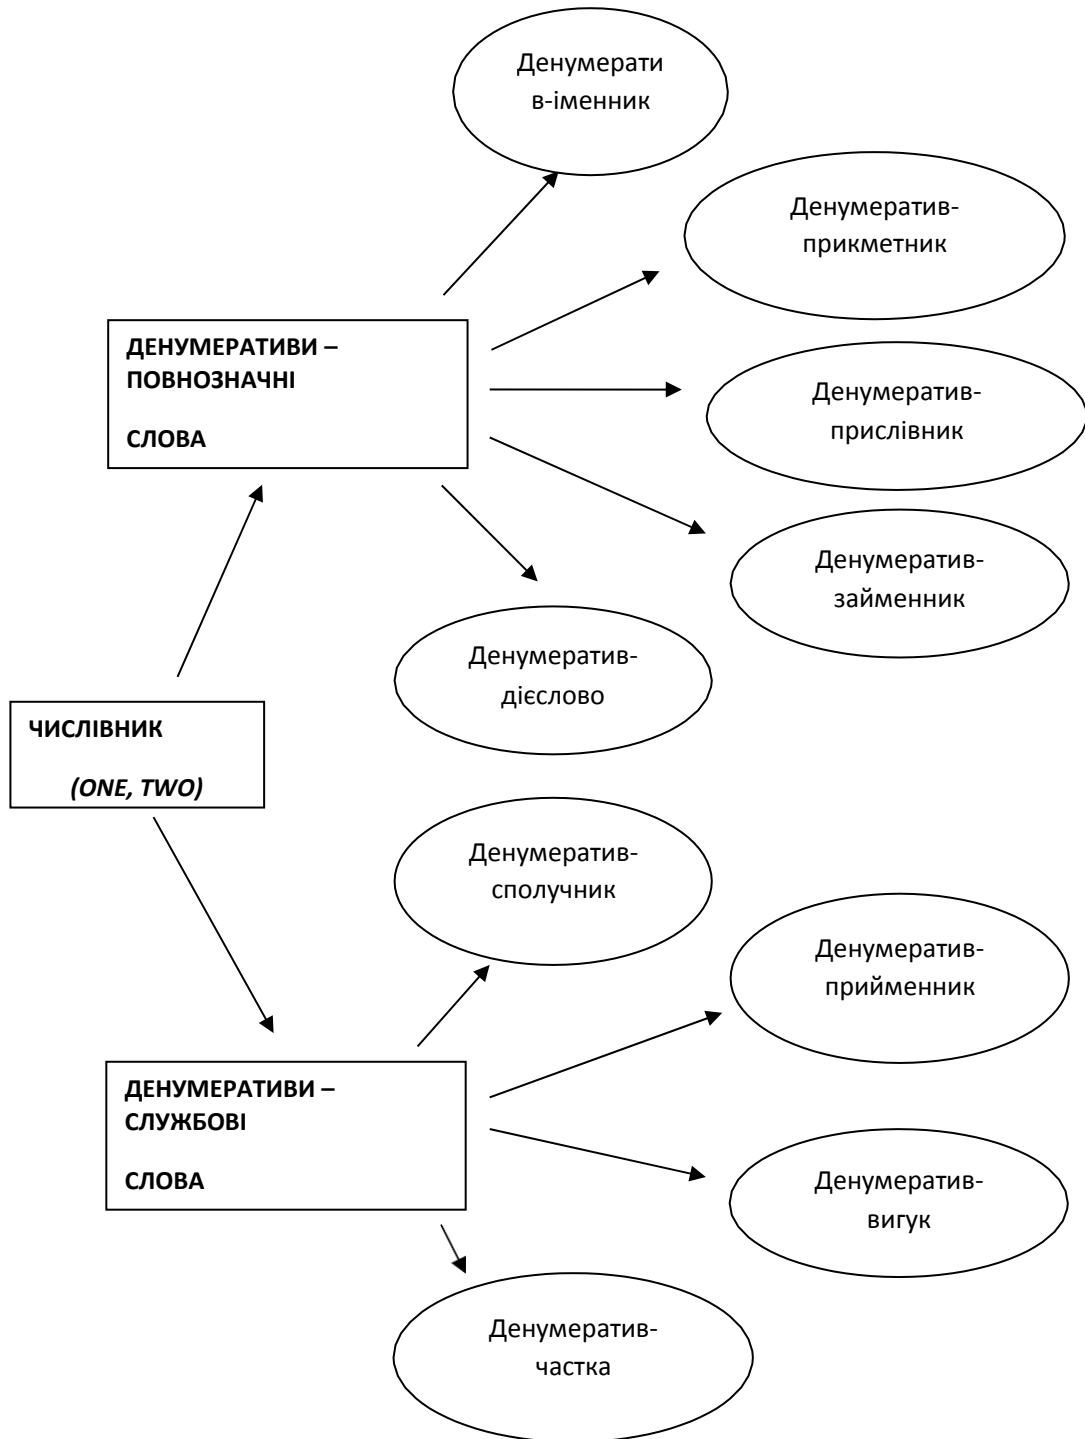 Денумерати
в-іменник
Денумератив-
прикметник
ДЕНУМЕРАТИВИ –
ПОВНОЗНАЧНІ
СЛОВА
Денумератив-
прислівник
Денумератив-
займенник
Денумератив-
дієслово
ЧИСЛІВНИК
(ONE, TWO)
Денумератив-
сполучник
Денумератив-
прийменник
ДЕНУМЕРАТИВИ –
СЛУЖБОВІ
СЛОВА
Денумератив-
вигук
Денумератив-
частка